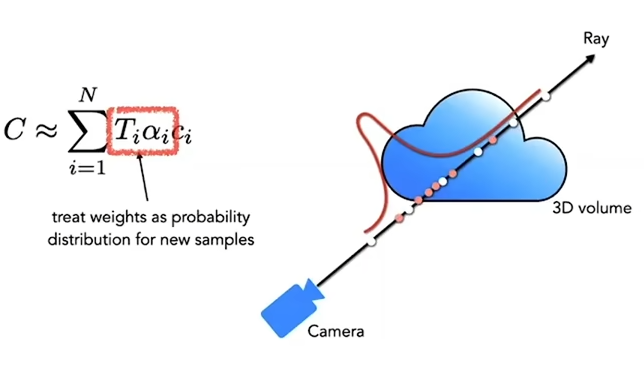 C ≈ ∑_{i=1}^{N} T_i α_i c_i
treat weights as probability
distribution for new samples
Ray
3D volume
Camera